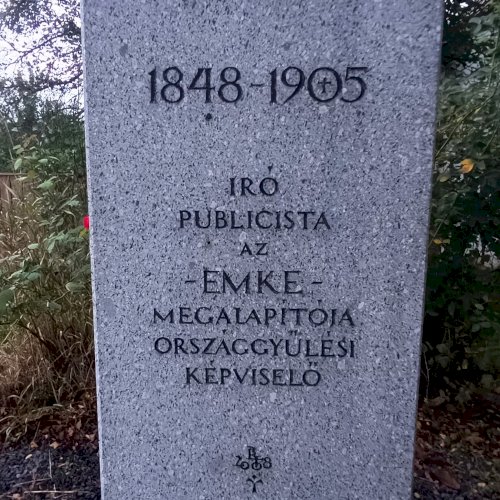 1848-1905
IRÓ
PUBLICISTA
AZ
-EMKE-
MEGALAPÍTÓJA
ORSZÁGGYŰLÉSI
KÉPVISELŐ